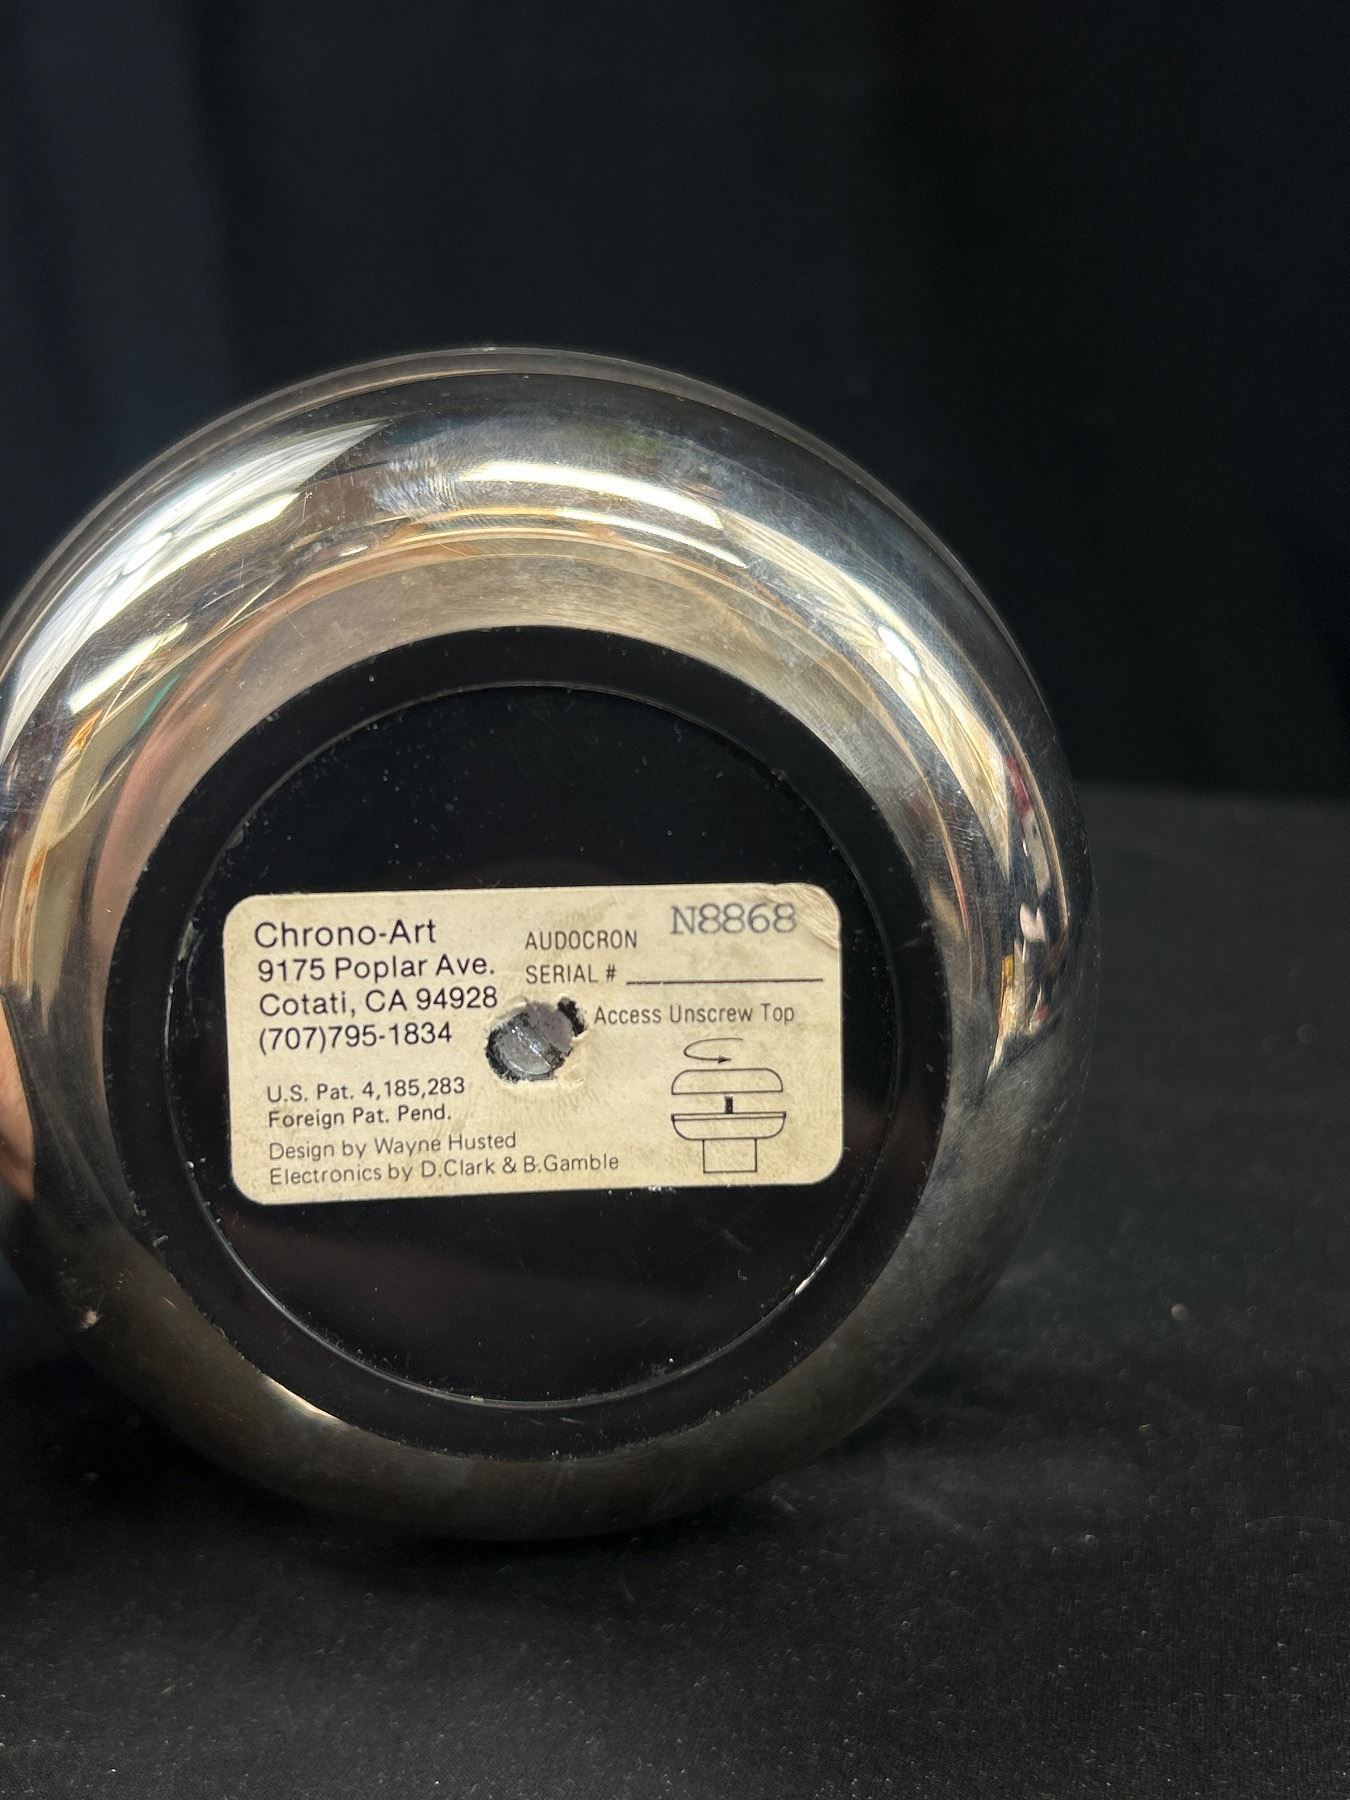 Chrono-Art
9175 Poplar Ave.
Cotati, CA 94928
(707)795-1834
U.S. Pat. 4,185,283
Foreign Pat. Pend.
Design by Wayne Husted
Electronics by D.Clark & B.Gamble
AUDOCRON N8868
SERIAL #
Access Unscrew Top